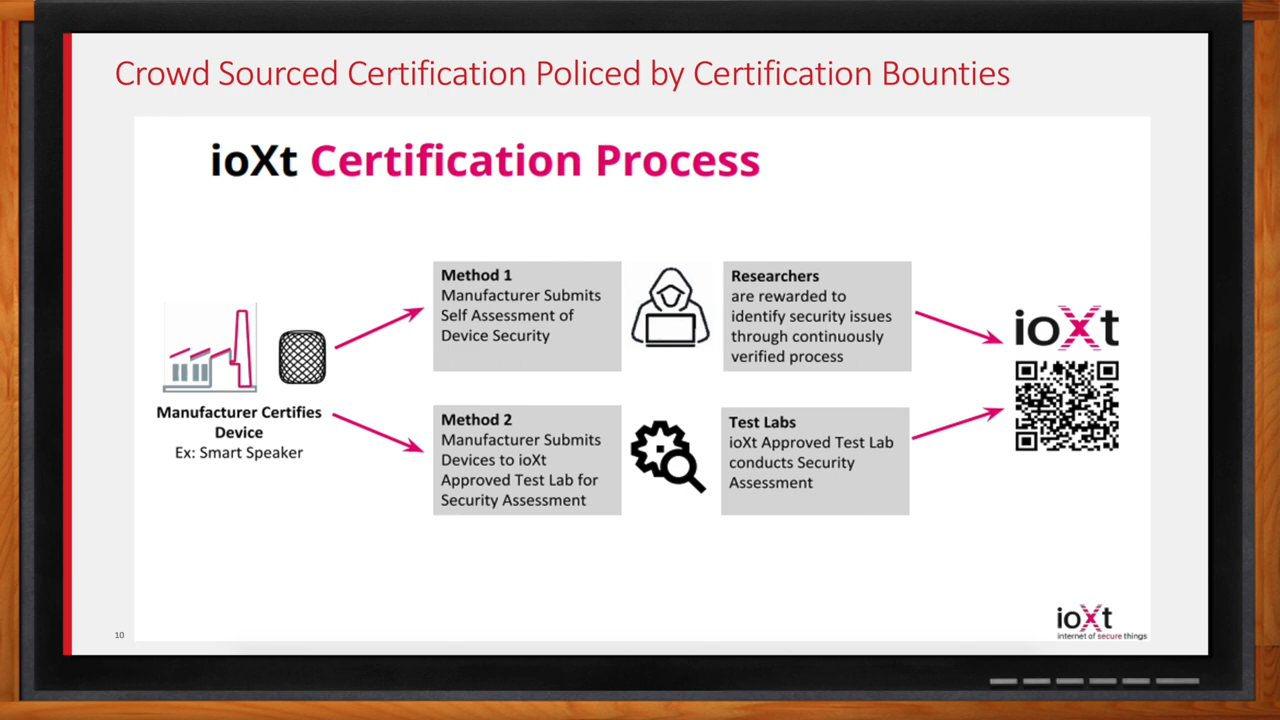 Crowd Sourced Certification Policed by Certification Bounties
ioXt Certification Process
Manufacturer Certifies
Device
Ex: Smart Speaker
Method 1
Manufacturer Submits
Self Assessment of
Device Security
Researchers
are rewarded to
identify security issues
through continuously
verified process
Method 2
Manufacturer Submits
Devices to ioXt
Approved Test Lab for
Security Assessment
Test Labs
ioXt Approved Test Lab
conducts Security
Assessment
ioXt
10
ioXt
internet of secure things